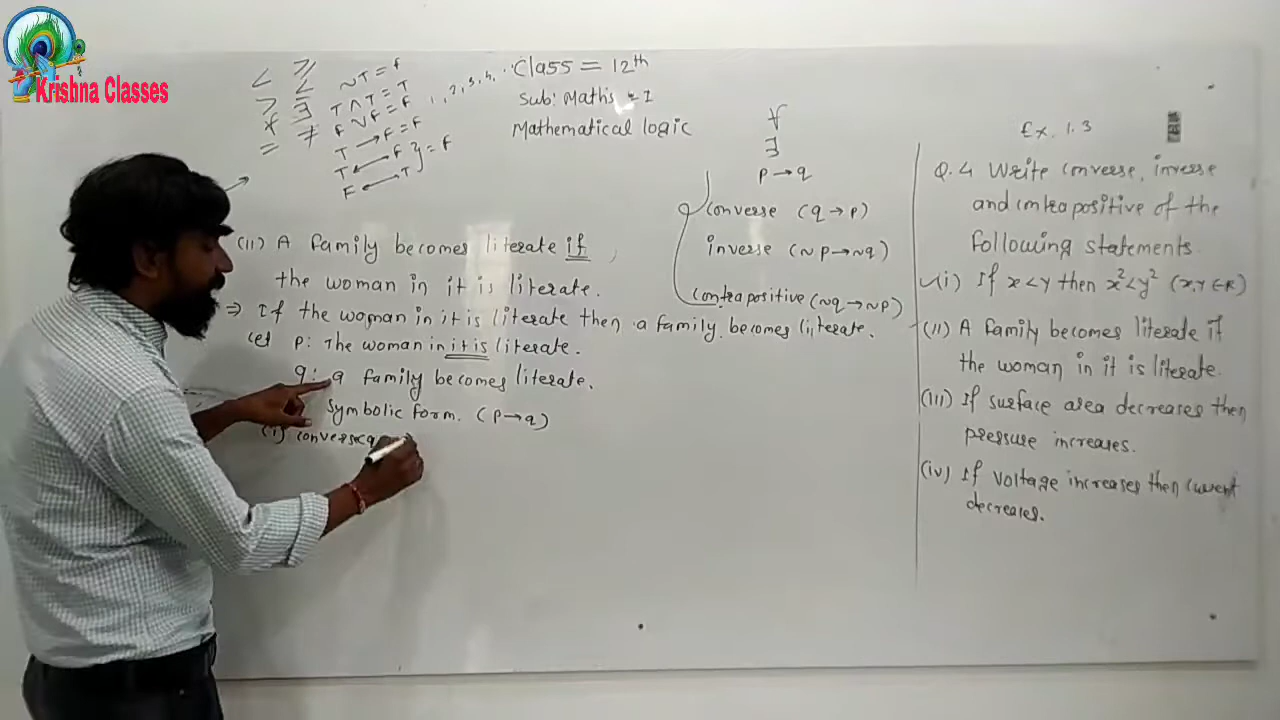 Krishna Classes
< ⩾
> ⩽
~T = f
T ∧ T = T
F ∨ F = F
T → F = F
T ↔ F
F ↔ T } = F
1, 2, 3, 4, ...
Class = 12th
Sub: Maths - I
Mathematical logic
∀
∃
p → q
converse (q → p)
inverse (~p → ~q)
contrapositive (~q → ~p)
(ii) A family becomes literate if
the woman in it is literate.
⇒ If the woman in it is literate then a family becomes literate.
Let p: The woman in it is literate.
q: a family becomes literate.
Symbolic form. (p → q)
(i) converse (q
Ex. 1.3
Q.4 Write converse, inverse
and contrapositive of the
following statements.
(i) If x < y then x² < y² (x, y ∈ R)
(ii) A family becomes literate if
the woman in it is literate.
(iii) If surface area decreases then
pressure increases.
(iv) If voltage increases then current
decreases.